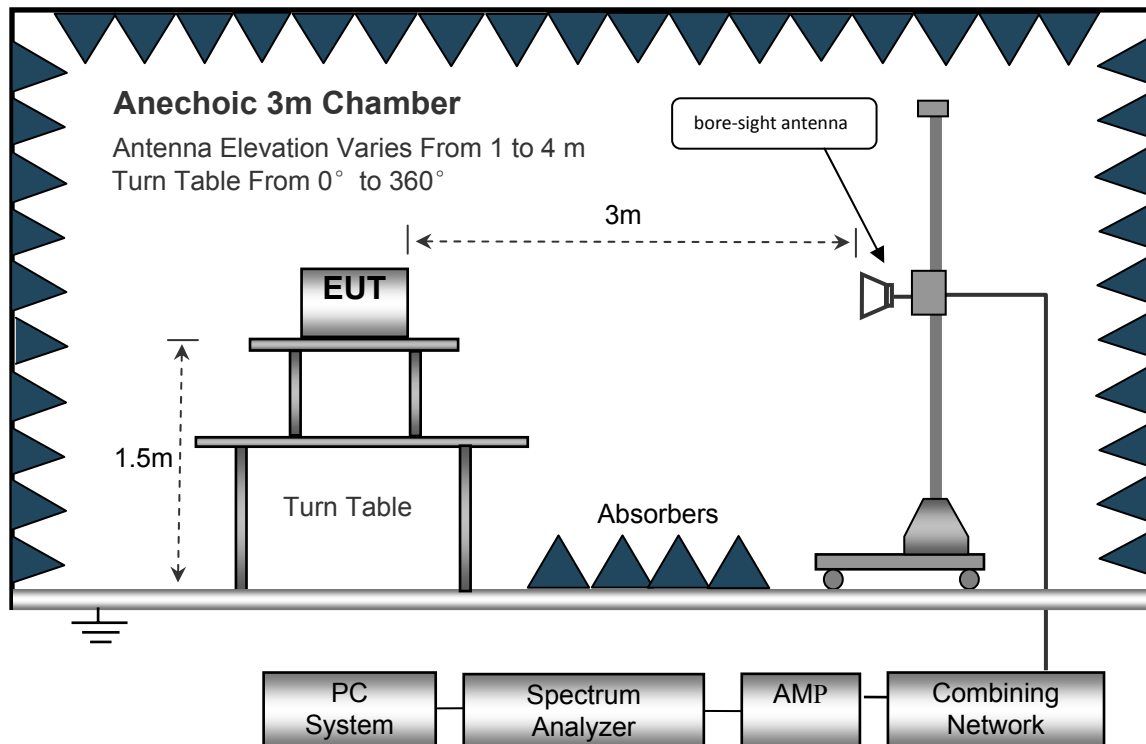 Anechoic 3m Chamber
Antenna Elevation Varies From 1 to 4 m
Turn Table From 0° to 360°
bore-sight antenna
3m
EUT
1.5m
Turn Table
Absorbers
PC
System
Spectrum
Analyzer
AMP
Combining
Network